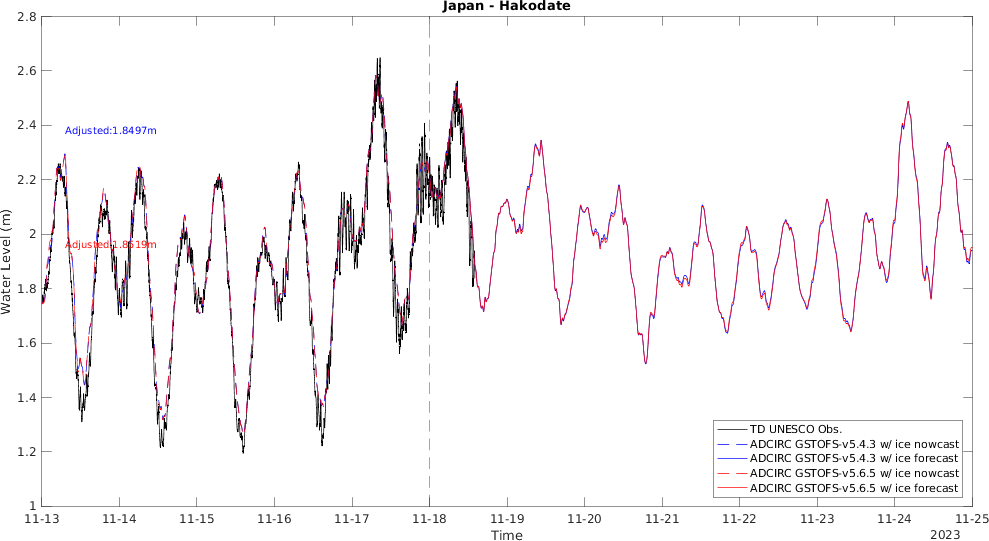 Japan - Hakodate
2.8
2.6
2.4
2.2
2
1.8
1.6
1.4
1.2
1
Water Level (m)
Adjusted:1.8497m
Adjusted:1.8519m
TD UNESCO Obs.
ADCIRC GSTOFS-v5.4.3 w/ ice nowcast
ADCIRC GSTOFS-v5.4.3 w/ ice forecast
ADCIRC GSTOFS-v5.6.5 w/ ice nowcast
ADCIRC GSTOFS-v5.6.5 w/ ice forecast
11-13 11-14 11-15 11-16 11-17 11-18 11-19 11-20 11-21 11-22 11-23 11-24 11-25
Time
2023